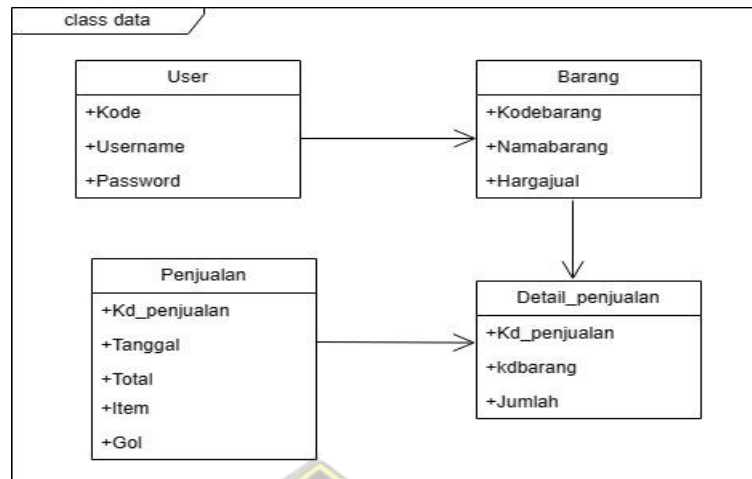 class data
User
+Kode
+Username
+Password
Barang
+Kodebarang
+Namabarang
+Hargajual
Penjualan
+Kd_penjualan
+Tanggal
+Total
+Item
+Gol
Detail_penjualan
+Kd_penjualan
+kdbarang
+Jumlah